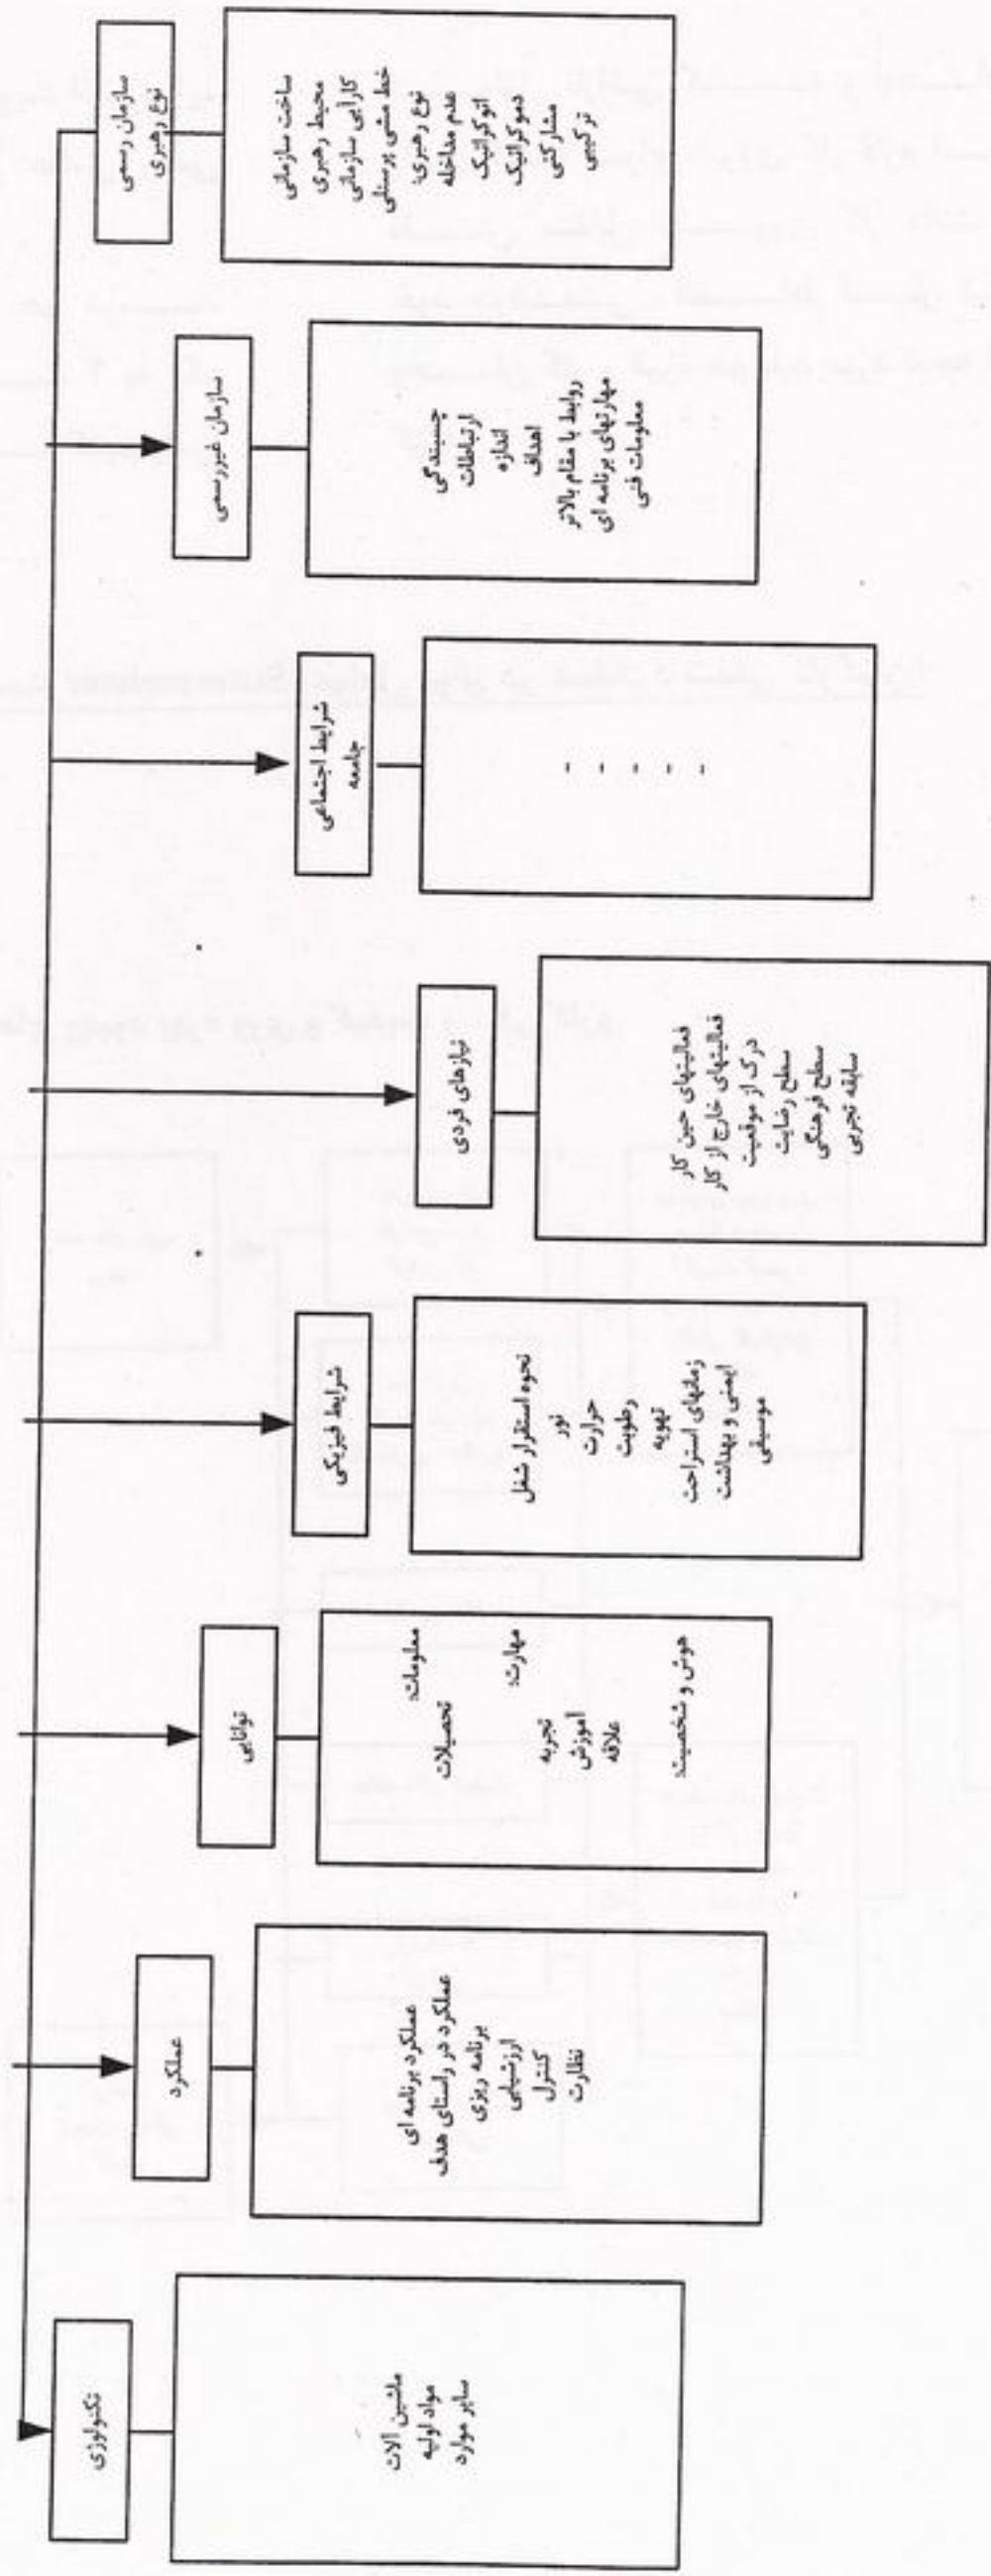 سازمان رسمی
نوع رهبری
ساخت سازمانی
محیط رهبری
کارایی سازمانی
خط مشی پرسنلی
نوع رهبری:
عدم مداخله
اتوکراتیک
دموکراتیک
مشارکتی
ترکیبی
سازمان غیررسمی
چسبندگی
ارتباطات
اندازه
اهداف
روابط با مقام بالاتر
مهارتهای برنامه ای
معلومات فنی
شرایط اجتماعی
جامعه
-
-
-
-
-
نیازهای فردی
فعالیتهای حین کار
فعالیتهای خارج از کار
درک از موقعیت
سطح رضایت
سطح فرهنگی
سابقه تجربی
شرایط فیزیکی
نحوه استقرار شغل
نور
حرارت
رطوبت
تهویه
زمانهای استراحت
ایمنی و بهداشت
موسیقی
توانایی
معلومات:
تحصیلات
مهارت:
تجربه
آموزش
علاقه
هوش و شخصیت:
عملکرد
عملکرد برنامه ای
عملکرد در راستای هدف
برنامه ریزی
ارزشیابی
کنترل
نظارت
تکنولوژی
ماشین آلات
مواد اولیه
سایر موارد